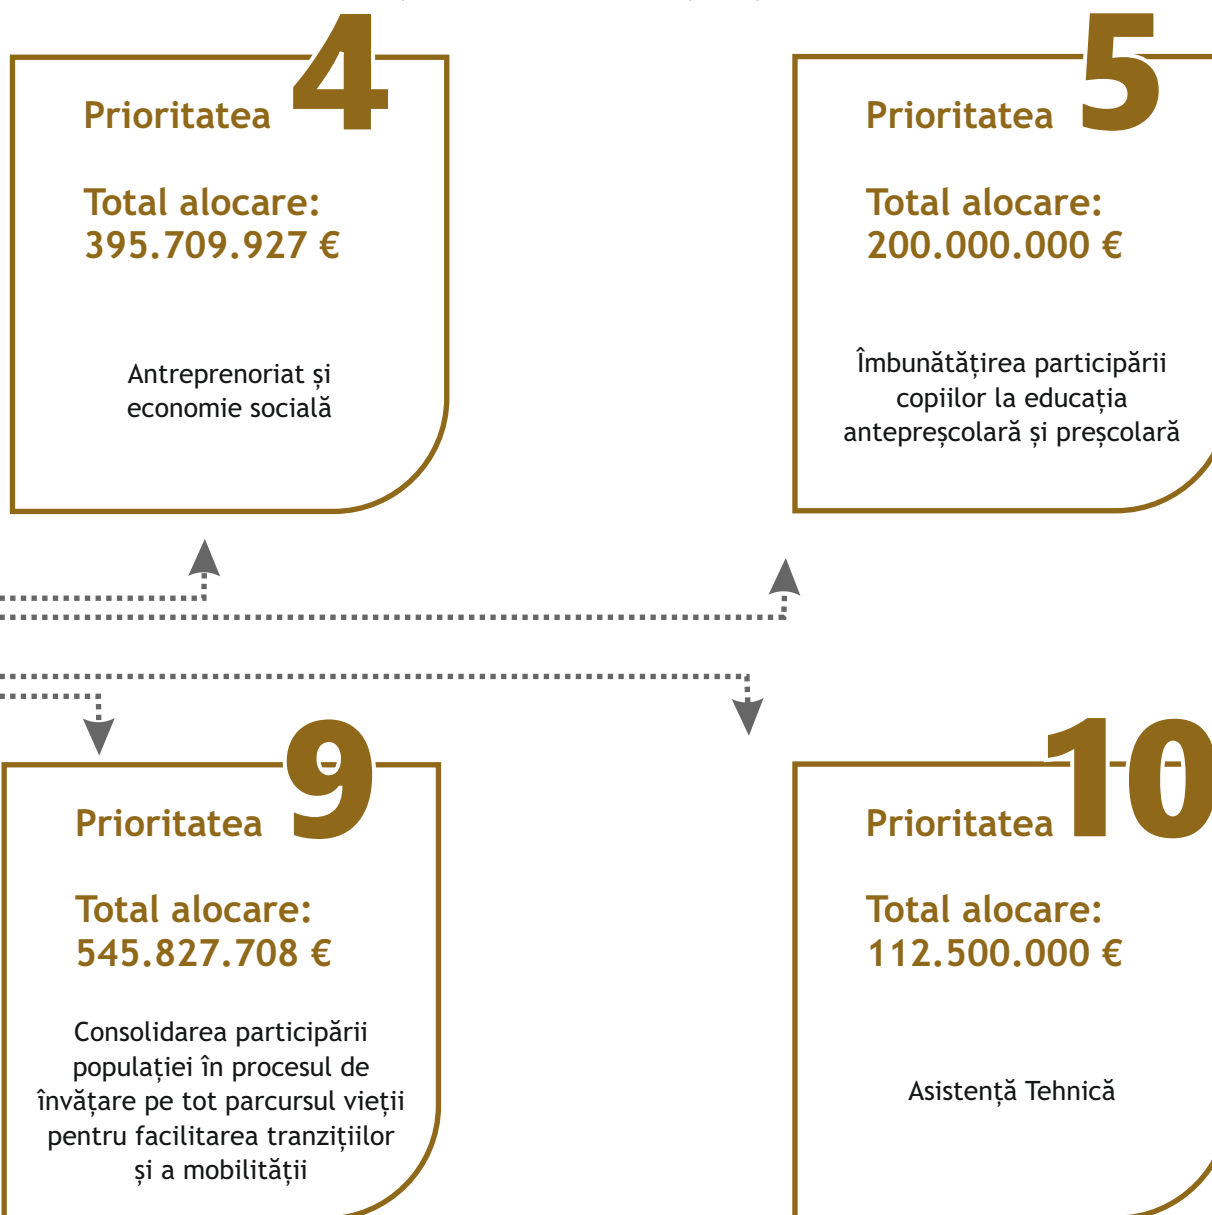 Prioritatea 4
Total alocare:
395.709.927 €
Antreprenoriat și
economie socială
Prioritatea 5
Total alocare:
200.000.000 €
Îmbunătățirea participării
copiilor la educația
antepreșcolară și preșcolară
Prioritatea 9
Total alocare:
545.827.708 €
Consolidarea participării
populației în procesul de
învățare pe tot parcursul vieții
pentru facilitarea tranzițiilor
și a mobilității
Prioritatea 10
Total alocare:
112.500.000 €
Asistență Tehnică